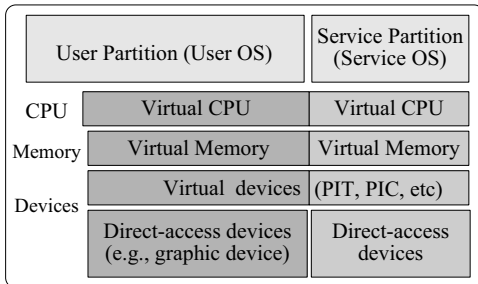 User Partition (User OS)
Service Partition
(Service OS)
CPU
Virtual CPU
Virtual CPU
Memory
Virtual Memory
Virtual Memory
Devices
Virtual devices (PIT, PIC, etc)
Direct-access devices
(e.g., graphic device)
Direct-access
devices